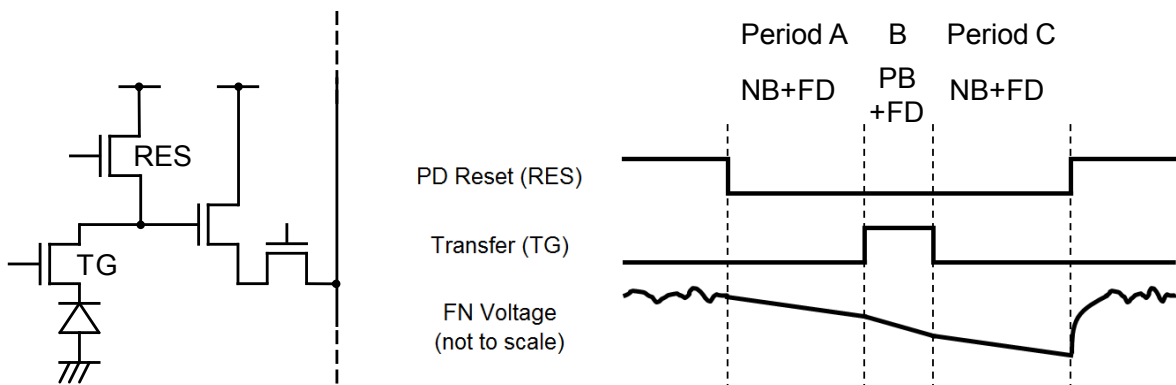 RES
TG
Period A B Period C
NB+FD PB NB+FD
+FD
PD Reset (RES)
Transfer (TG)
FN Voltage
(not to scale)